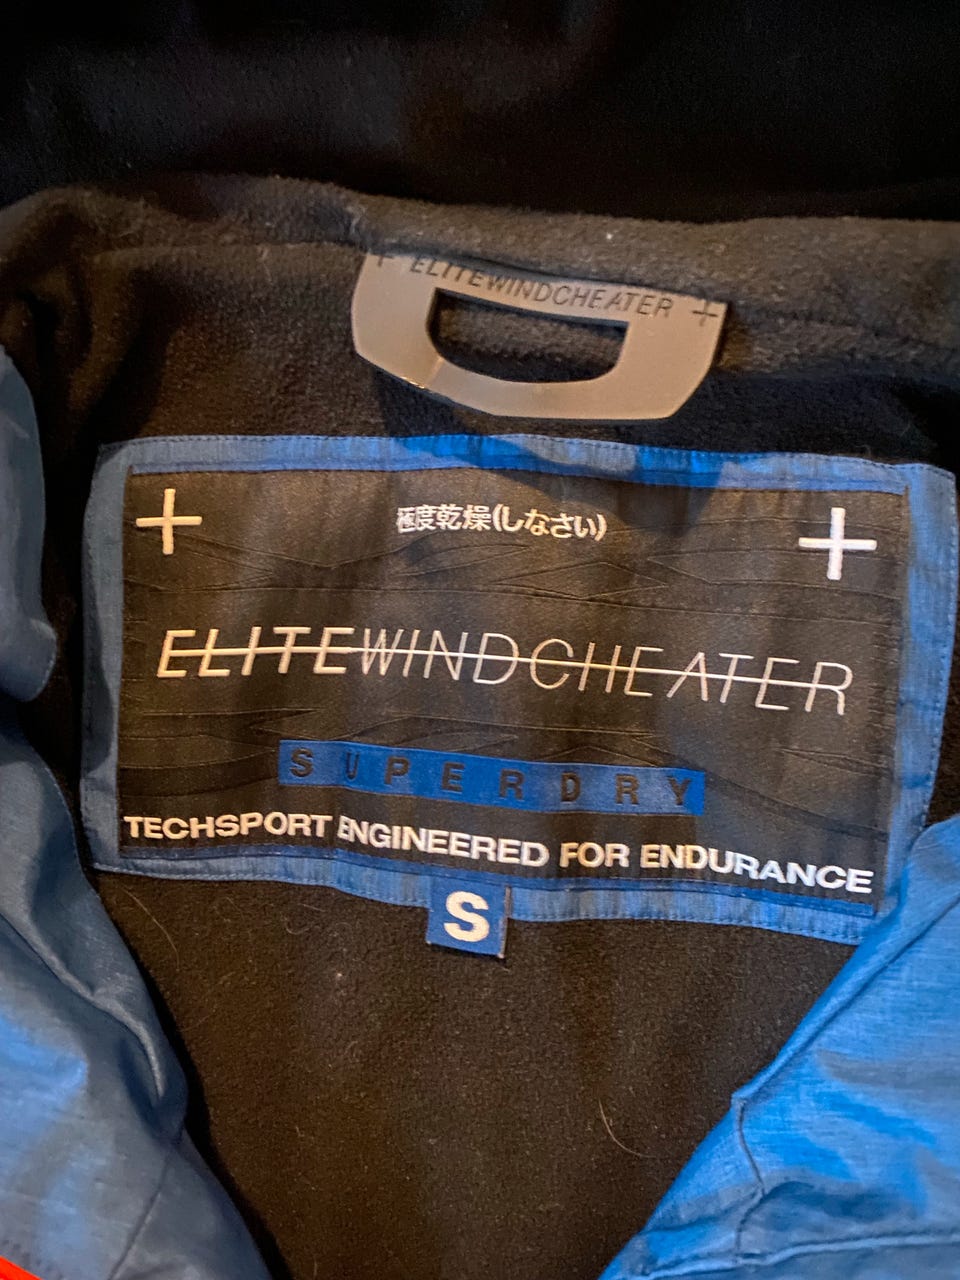 + ELITEWINDCHEATER +
極度乾燥(しなさい)
ELITEWINDCHEATER
SUPERDRY
TECHSPORT ENGINEERED FOR ENDURANCE
S